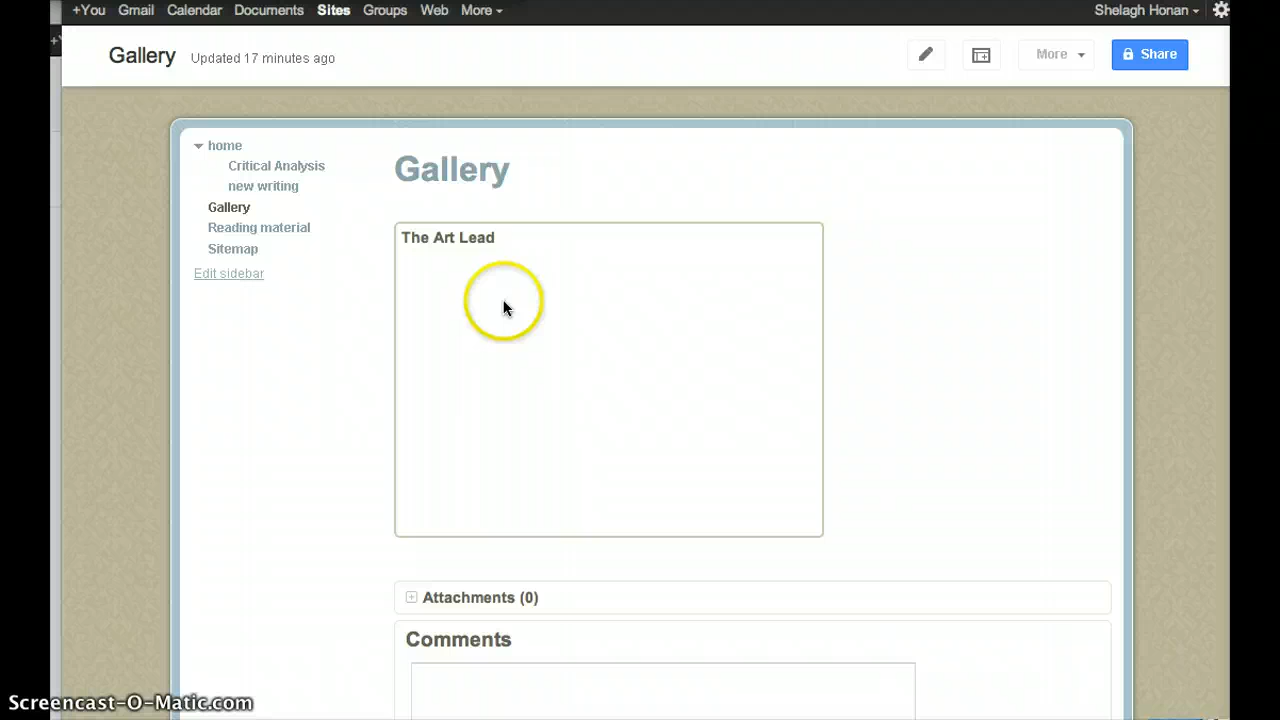 +You Gmail Calendar Documents Sites Groups Web More Shelagh Honan
Gallery Updated 17 minutes ago More Share
home
Critical Analysis
new writing
Gallery
Reading material
Sitemap
Edit sidebar
Gallery
The Art Lead
Attachments (0)
Comments
Screencast-O-Matic.com